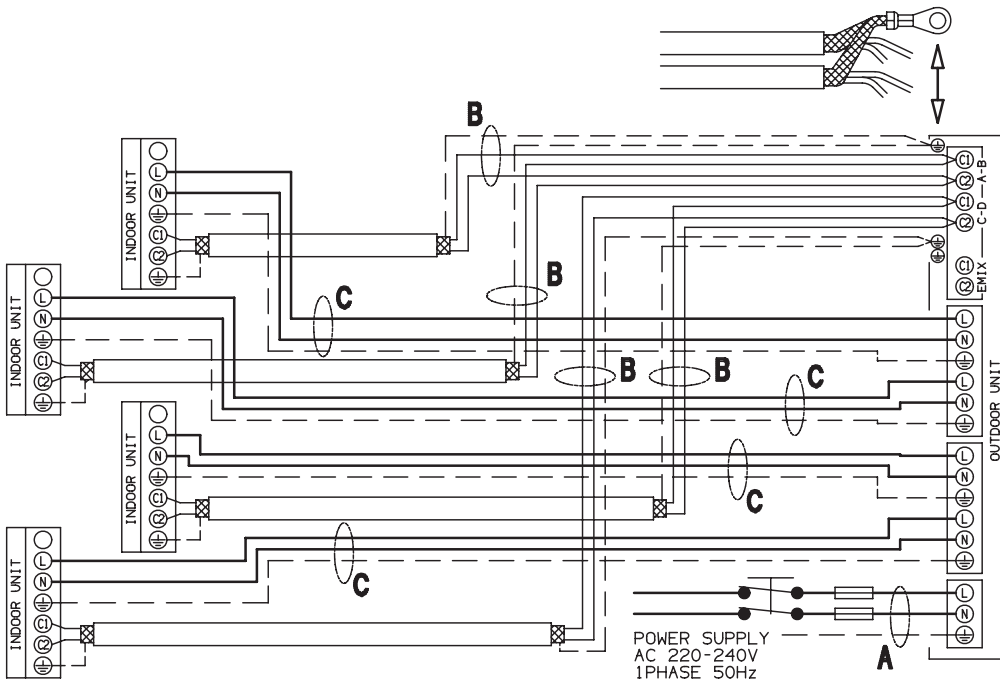 B
A-B
C1
C2
C-D
C1
C2
EMIX
C1
C2
INDOOR UNIT
L
N
C1
C2
B
C
INDOOR UNIT
L
N
C1
C2
B
B
C
L
N
L
N
OUTDOOR UNIT
INDOOR UNIT
L
N
C1
C2
C
L
N
L
N
INDOOR UNIT
L
N
C1
C2
C
L
N
A
POWER SUPPLY
AC 220-240V
1PHASE 50Hz